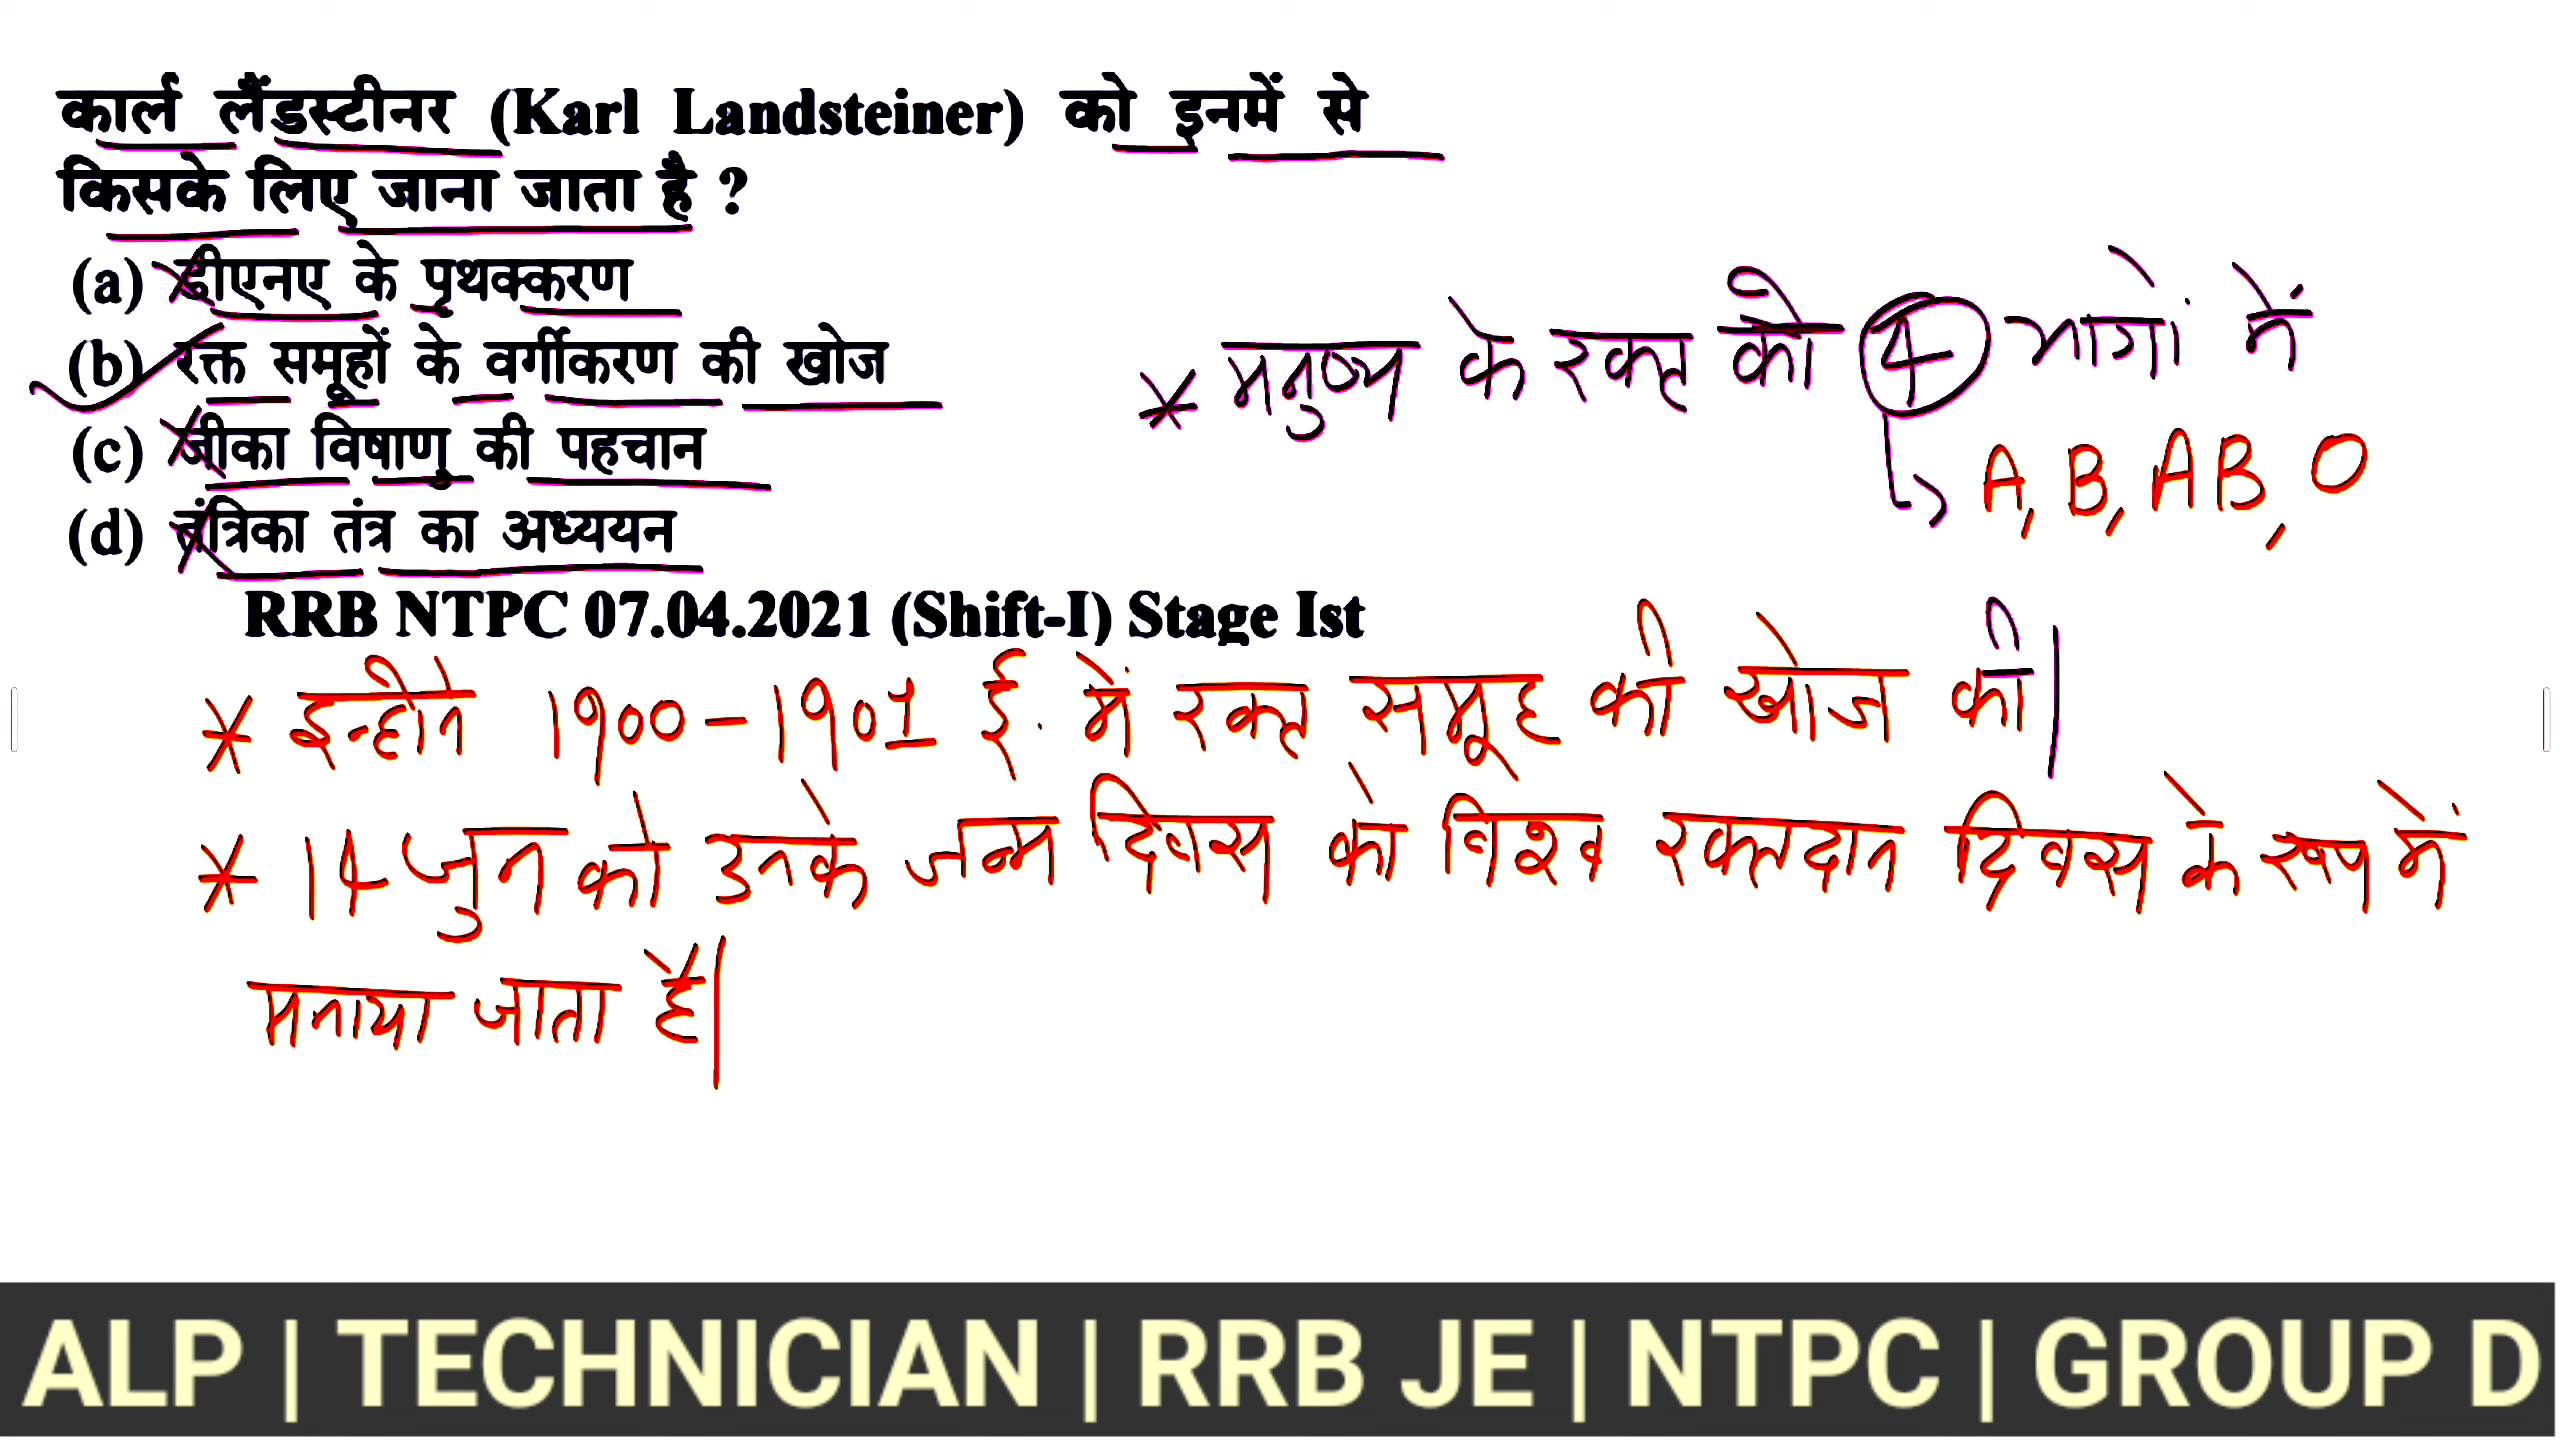 कार्ल लैंडस्टीनर (Karl Landsteiner) को इनमें से
किसके लिए जाना जाता है ?
(a) डीएनए के पृथक्करण
(b) रक्त समूहों के वर्गीकरण की खोज
(c) जीका विषाणु की पहचान
(d) तंत्रिका तंत्र का अध्ययन
RRB NTPC 07.04.2021 (Shift-I) Stage Ist
* मनुष्य के रक्त को 4 भागों में
A, B, AB, O
* इन्होंने 1900-1901 ई. में रक्त समूह की खोज की|
* 14 जुन को उनके जन्म दिवस को विश्व रक्तदान दिवस के रूप में
मनाया जाता है|
ALP | TECHNICIAN | RRB JE | NTPC | GROUP D